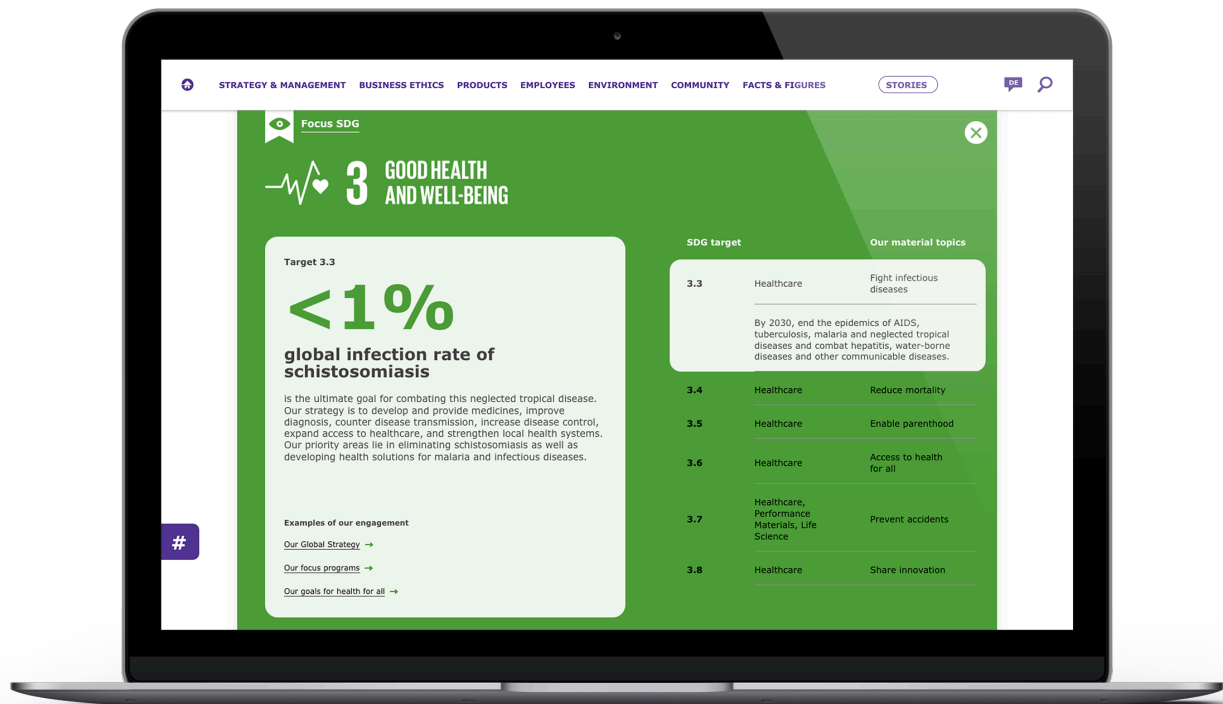 STRATEGY & MANAGEMENT BUSINESS ETHICS PRODUCTS EMPLOYEES ENVIRONMENT COMMUNITY FACTS & FIGURES STORIES DE
Focus SDG
3 GOOD HEALTH
AND WELL-BEING
Target 3.3
<1%
global infection rate of
schistosomiasis
is the ultimate goal for combating this neglected tropical disease.
Our strategy is to develop and provide medicines, improve
diagnosis, counter disease transmission, increase disease control,
expand access to healthcare, and strengthen local health systems.
Our priority areas lie in eliminating schistosomiasis as well as
developing health solutions for malaria and infectious diseases.
Examples of our engagement
Our Global Strategy →
Our focus programs →
Our goals for health for all →
#
SDG target Our material topics
3.3 Healthcare Fight infectious
diseases
By 2030, end the epidemics of AIDS,
tuberculosis, malaria and neglected tropical
diseases and combat hepatitis, water-borne
diseases and other communicable diseases.
3.4 Healthcare Reduce mortality
3.5 Healthcare Enable parenthood
3.6 Healthcare Access to health
for all
3.7 Healthcare,
Performance
Materials, Life
Science Prevent accidents
3.8 Healthcare Share innovation